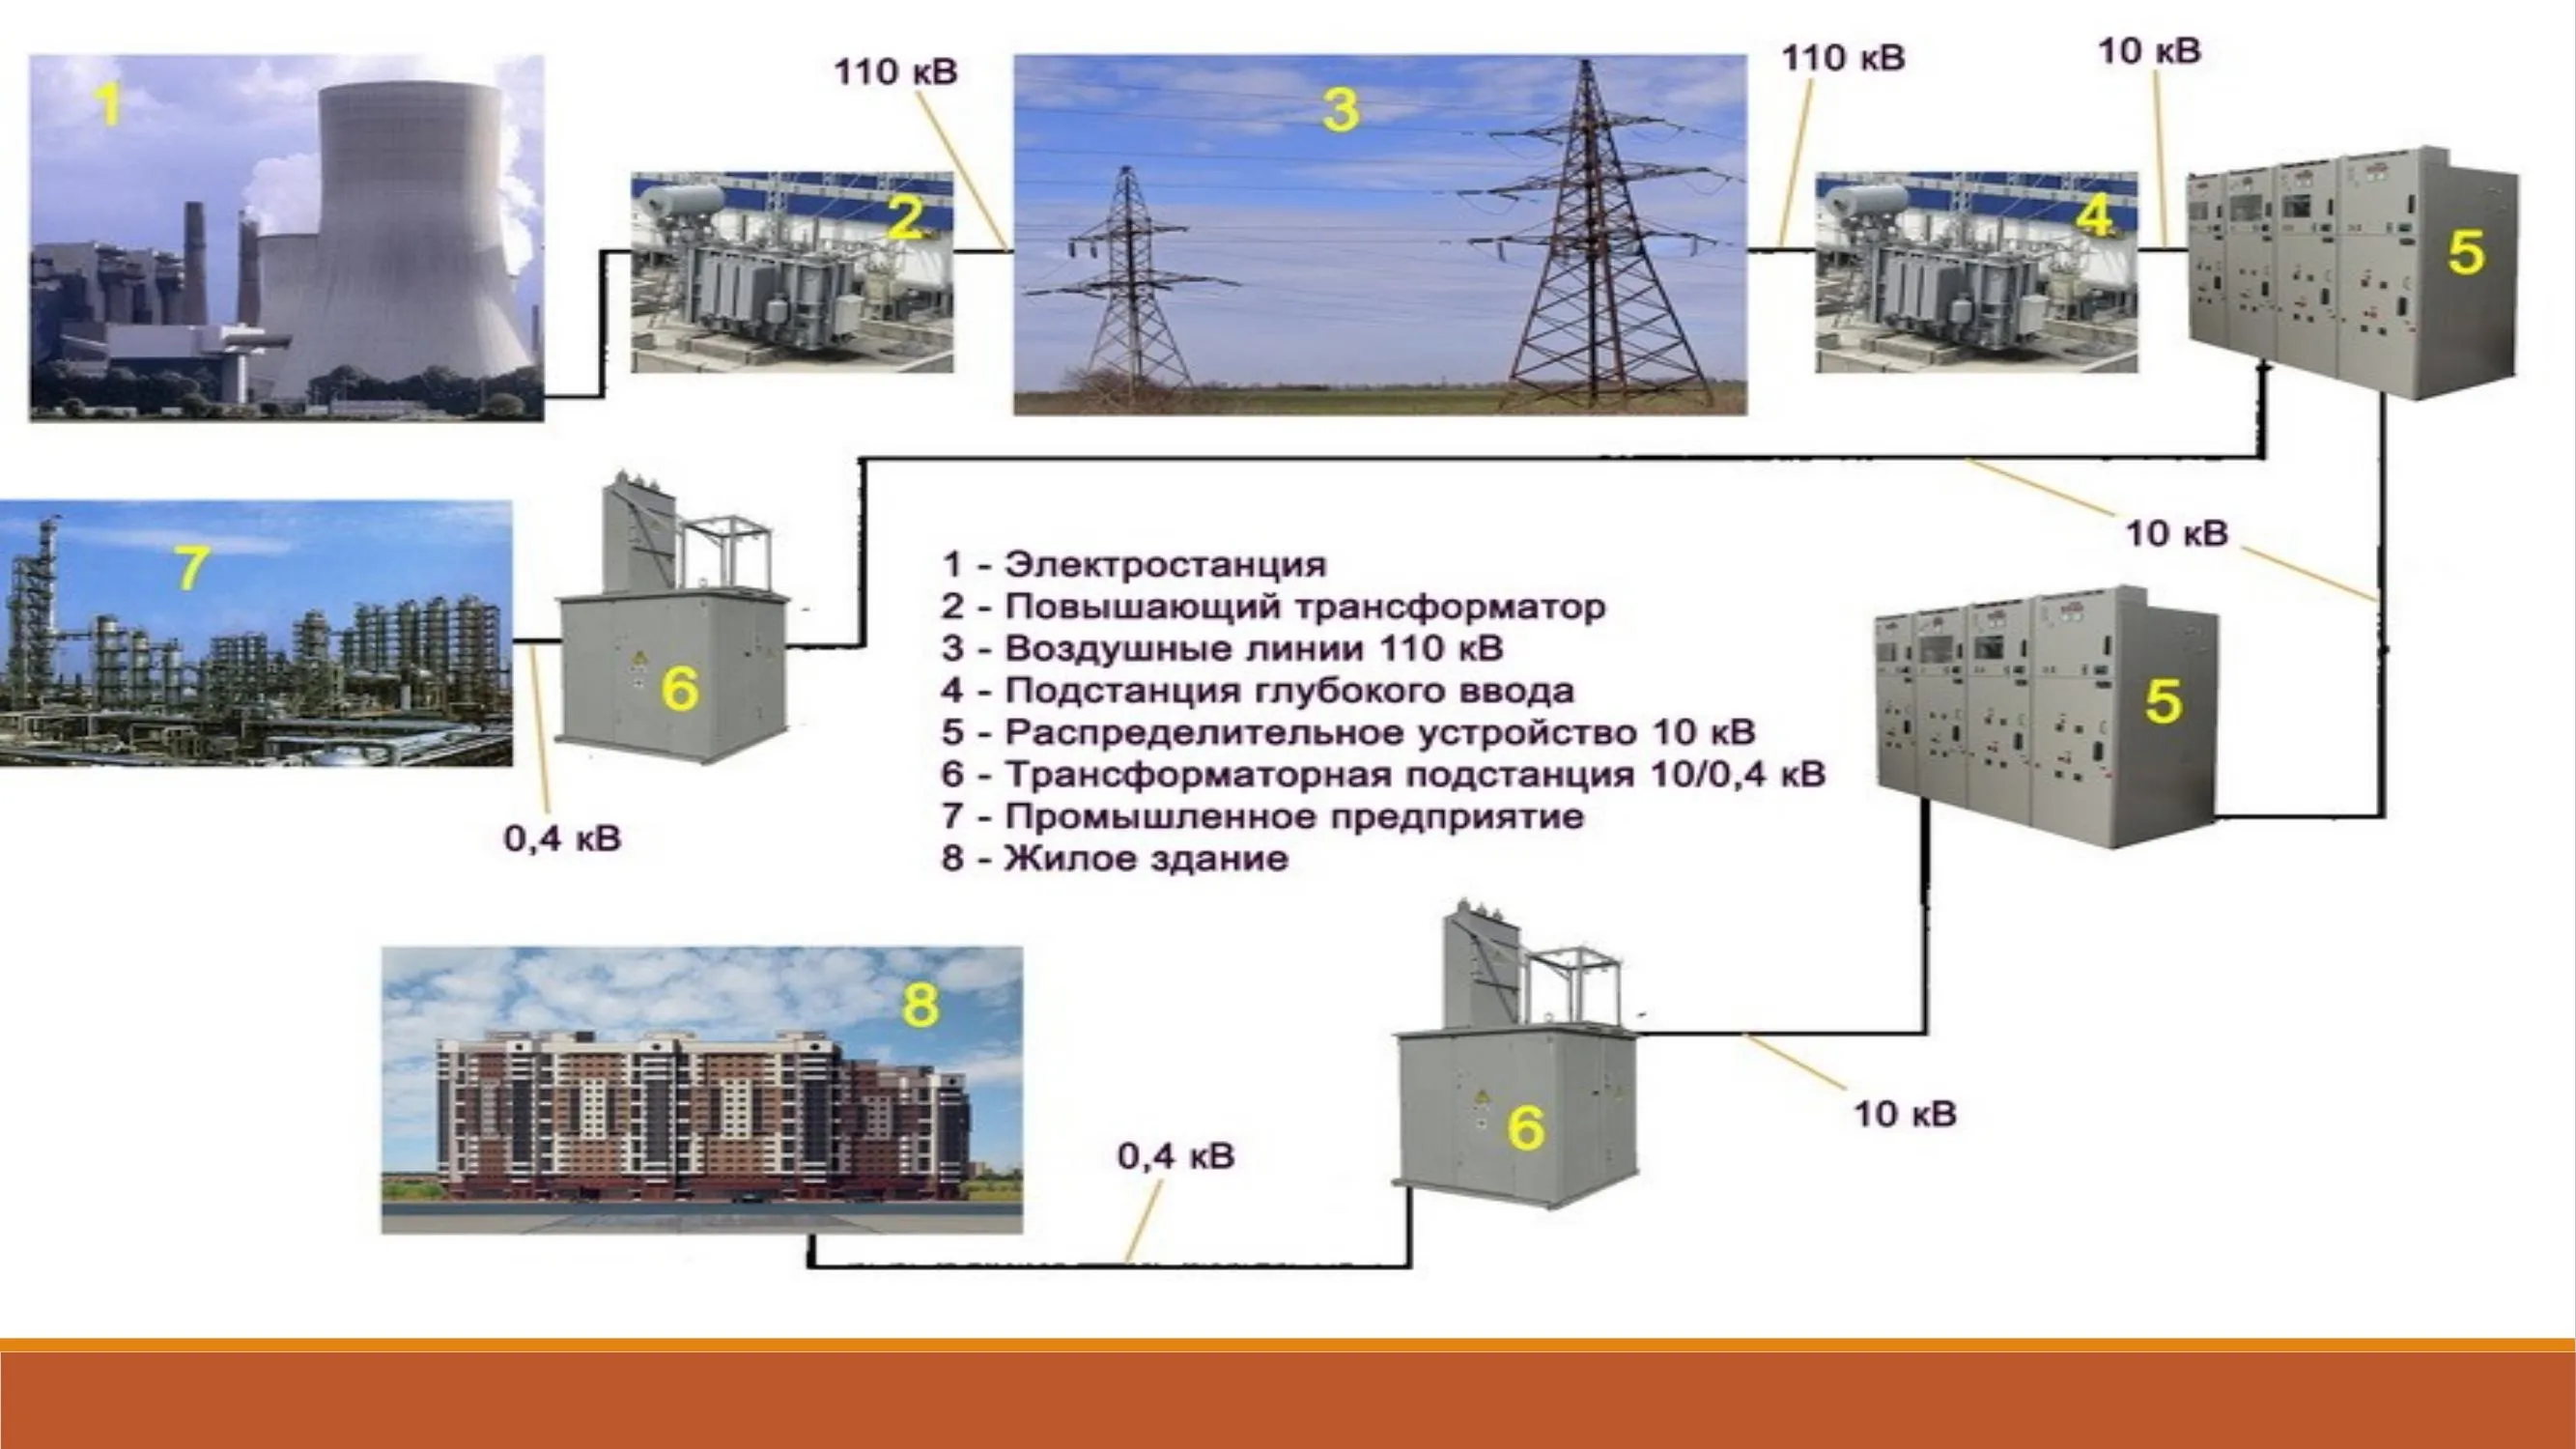 110 кВ
110 кВ
10 кВ
1
2
3
4
5
10 кВ
7
6
1 - Электростанция
2 - Повышающий трансформатор
3 - Воздушные линии 110 кВ
4 - Подстанция глубокого ввода
5 - Распределительное устройство 10 кВ
6 - Трансформаторная подстанция 10/0,4 кВ
7 - Промышленное предприятие
8 - Жилое здание
5
0,4 кВ
8
6
10 кВ
0,4 кВ